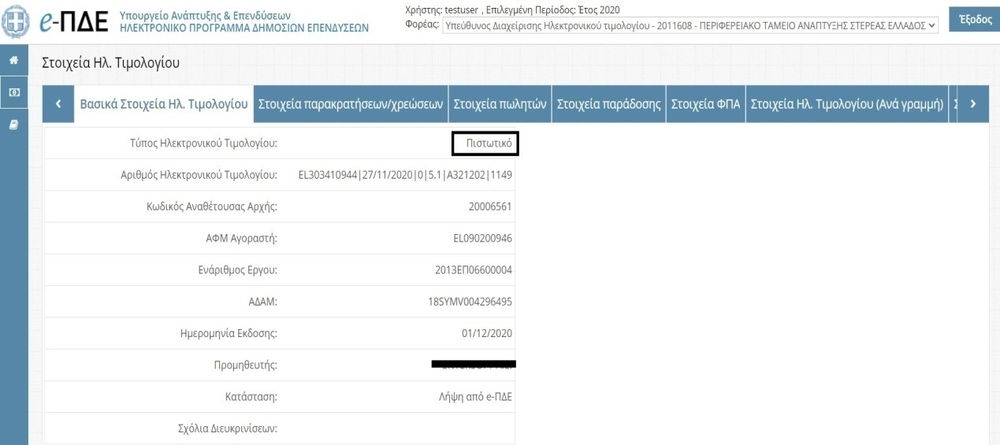 e-ΠΔΕ
Υπουργείο Ανάπτυξης & Επενδύσεων
ΗΛΕΚΤΡΟΝΙΚΟ ΠΡΟΓΡΑΜΜΑ ΔΗΜΟΣΙΩΝ ΕΠΕΝΔΥΣΕΩΝ
Χρήστης: testuser , Επιλεγμένη Περίοδος: Έτος 2020
Φορέας: Υπεύθυνος Διαχείρισης Ηλεκτρονικού τιμολογίου - 2011608 - ΠΕΡΙΦΕΡΕΙΑΚΟ ΤΑΜΕΙΟ ΑΝΑΠΤΥΞΗΣ ΣΤΕΡΕΑΣ ΕΛΛΑΔΟΣ
Έξοδος
Στοιχεία Ηλ. Τιμολογίου
Βασικά Στοιχεία Ηλ. Τιμολογίου Στοιχεία παρακρατήσεων/χρεώσεων Στοιχεία πωλητών Στοιχεία παράδοσης Στοιχεία ΦΠΑ Στοιχεία Ηλ. Τιμολογίου (Ανά γραμμή)
Τύπος Ηλεκτρονικού Τιμολογίου: Πιστωτικό
Αριθμός Ηλεκτρονικού Τιμολογίου: EL303410944|27/11/2020|0|5.1|A321202|1149
Κωδικός Αναθέτουσας Αρχής: 20006561
ΑΦΜ Αγοραστή: EL090200946
Ενάριθμος Εργου: 2013ΕΠ06600004
ΑΔΑΜ: 18SYMV004296495
Ημερομηνία Εκδοσης: 01/12/2020
Προμηθευτής:
Κατάσταση: Λήψη από e-ΠΔΕ
Σχόλια Διευκρινίσεων: